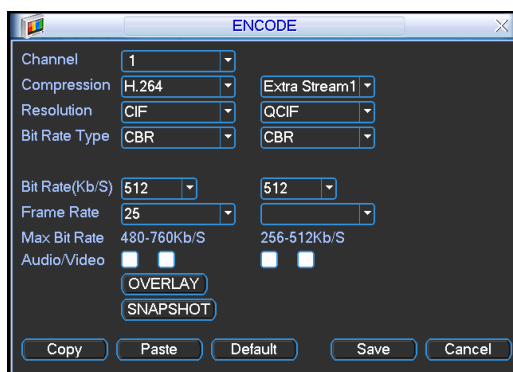 ENCODE
Channel 1
Compression H.264 Extra Stream1
Resolution CIF QCIF
Bit Rate Type CBR CBR
Bit Rate(Kb/S) 512 512
Frame Rate 25
Max Bit Rate 480-760Kb/S 256-512Kb/S
Audio/Video
OVERLAY
SNAPSHOT
Copy Paste Default Save Cancel